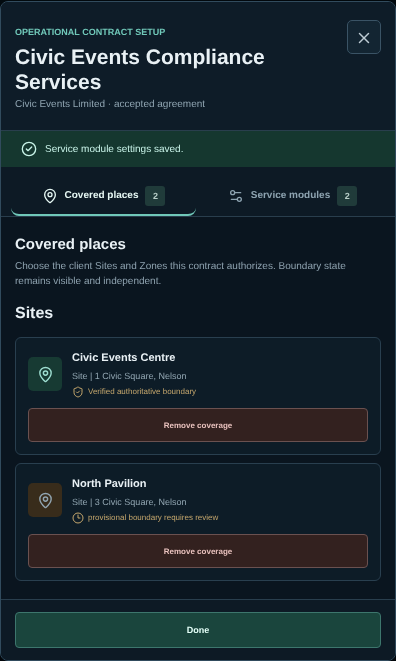 OPERATIONAL CONTRACT SETUP
Civic Events Compliance
Services
Civic Events Limited · accepted agreement
Service module settings saved.
Covered places 2
Service modules 2
Covered places
Choose the client Sites and Zones this contract authorizes. Boundary state
remains visible and independent.
Sites
Civic Events Centre
Site | 1 Civic Square, Nelson
Verified authoritative boundary
Remove coverage
North Pavilion
Site | 3 Civic Square, Nelson
provisional boundary requires review
Remove coverage
Done